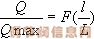 Q/Qmax = F(l/L)